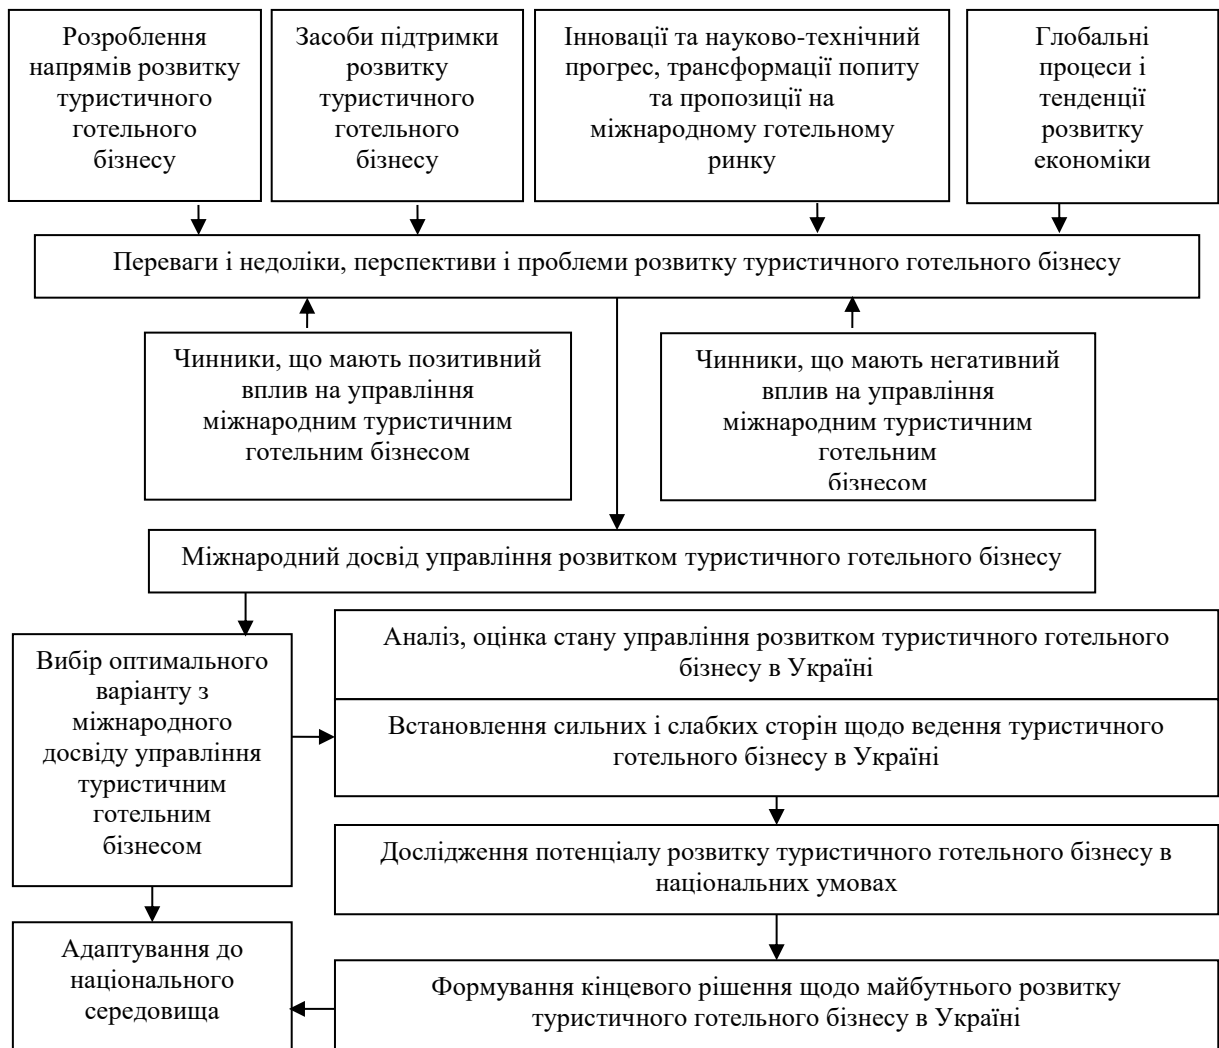 Розроблення
напрямів розвитку
туристичного
готельного
бізнесу
Засоби підтримки
розвитку
туристичного
готельного
бізнесу
Інновації та науково-технічний
прогрес, трансформації попиту
та пропозиції на
міжнародному готельному
ринку
Глобальні
процеси і
тенденції
розвитку
економіки
Переваги і недоліки, перспективи і проблеми розвитку туристичного готельного бізнесу
Чинники, що мають позитивний
вплив на управління
міжнародним туристичним
готельним бізнесом
Чинники, що мають негативний
вплив на управління
міжнародним туристичним
готельним
бізнесом
Міжнародний досвід управління розвитком туристичного готельного бізнесу
Вибір оптимального
варіанту з
міжнародного
досвіду управління
туристичним
готельним
бізнесом
Аналіз, оцінка стану управління розвитком туристичного готельного
бізнесу в Україні
Встановлення сильних і слабких сторін щодо ведення туристичного
готельного бізнесу в Україні
Дослідження потенціалу розвитку туристичного готельного бізнесу в
національних умовах
Адаптування до
національного
середовища
Формування кінцевого рішення щодо майбутнього розвитку
туристичного готельного бізнесу в Україні